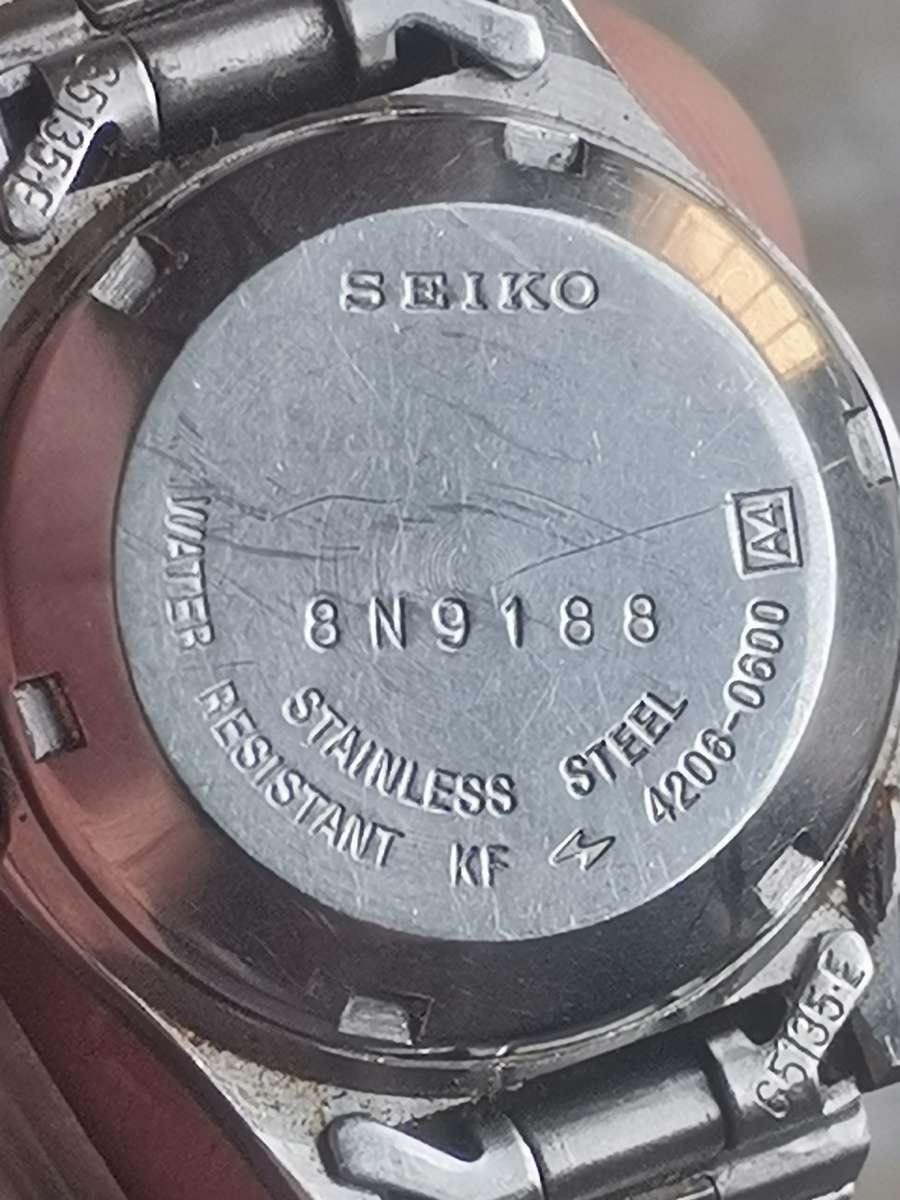 G5135·E
SEIKO
8N9188
STAINLESS STEEL
WATER RESISTANT KF 4206-0600 A4
G5135·E